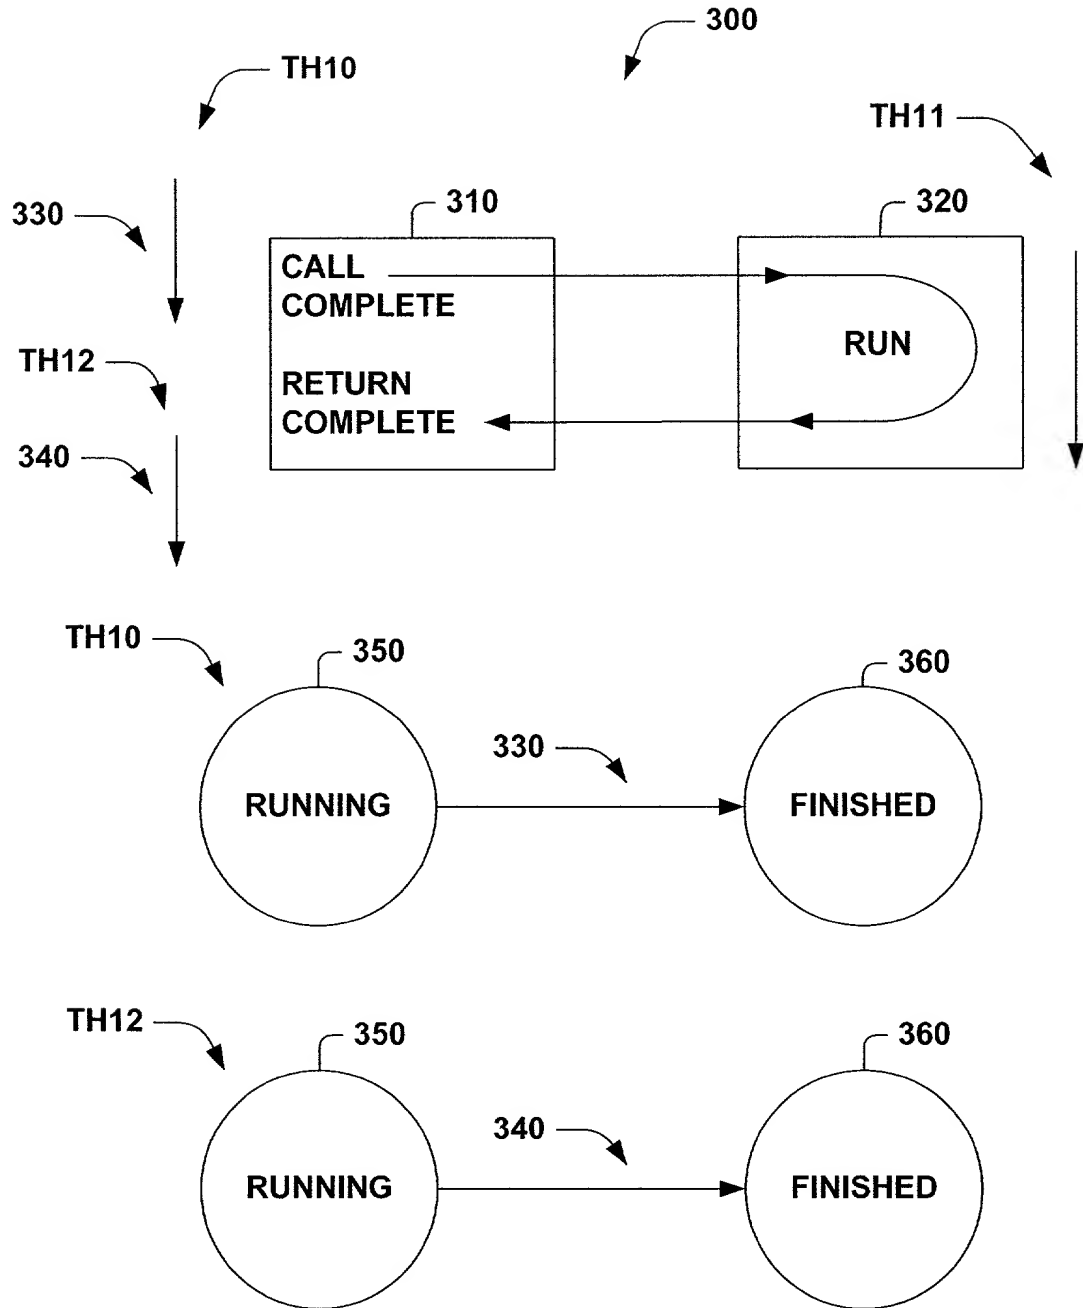 300
TH10
TH11
330
310
320
CALL
COMPLETE
RUN
TH12
RETURN
COMPLETE
340
TH10
350
360
330
RUNNING
FINISHED
TH12
350
360
340
RUNNING
FINISHED